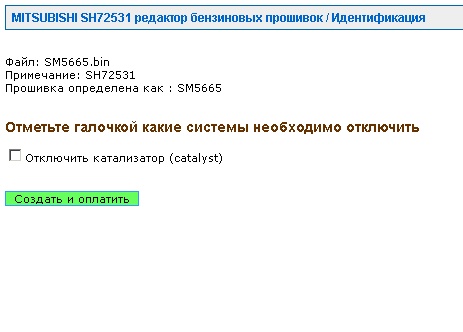 MITSUBISHI SH72531 редактор бензиновых прошивок / Идентификация
Файл: SM5665.bin
Примечание: SH72531
Прошивка определена как : SM5665
Отметьте галочкой какие системы необходимо отключить
Отключить катализатор (catalyst)
Создать и оплатить